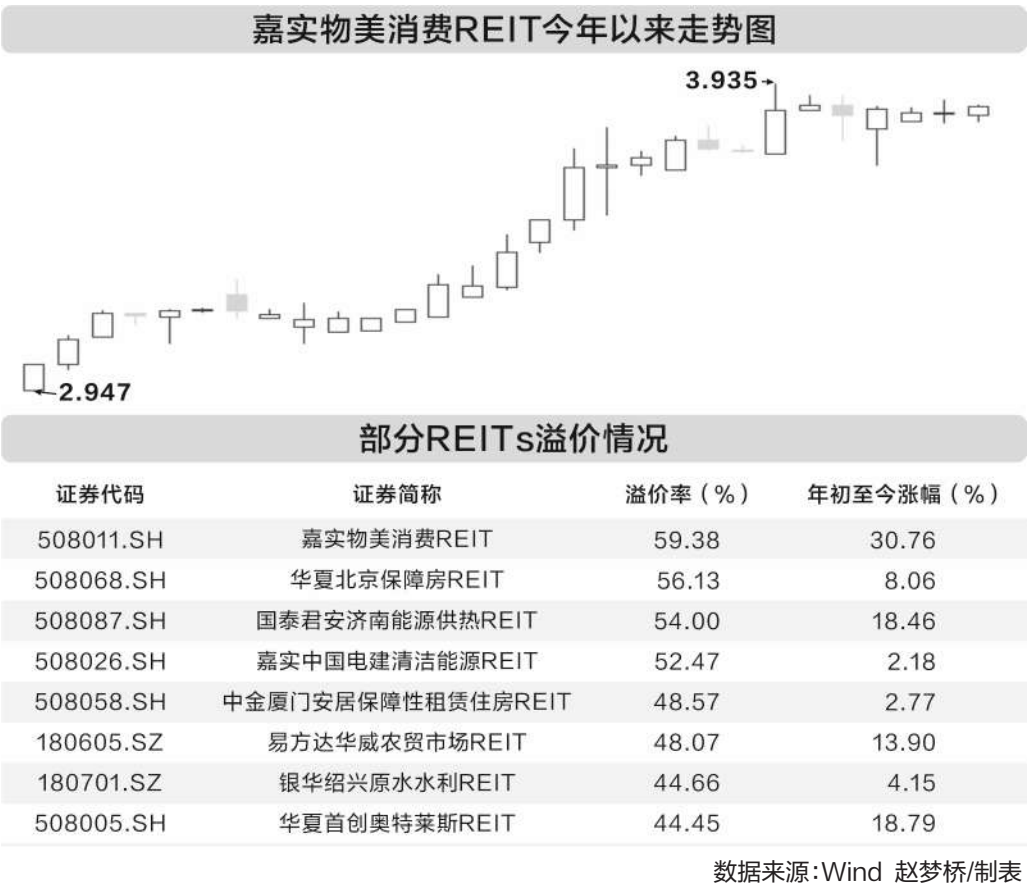 嘉实物美消费REIT今年以来走势图
3.935
2.947
部分REITs溢价情况
证券代码 证券简称 溢价率（%） 年初至今涨幅（%）
508011.SH 嘉实物美消费REIT 59.38 30.76
508068.SH 华夏北京保障房REIT 56.13 8.06
508087.SH 国泰君安济南能源供热REIT 54.00 18.46
508026.SH 嘉实中国电建清洁能源REIT 52.47 2.18
508058.SH 中金厦门安居保障性租赁住房REIT 48.57 2.77
180605.SZ 易方达华威农贸市场REIT 48.07 13.90
180701.SZ 银华绍兴原水水利REIT 44.66 4.15
508005.SH 华夏首创奥特莱斯REIT 44.45 18.79
数据来源:Wind 赵梦桥/制表